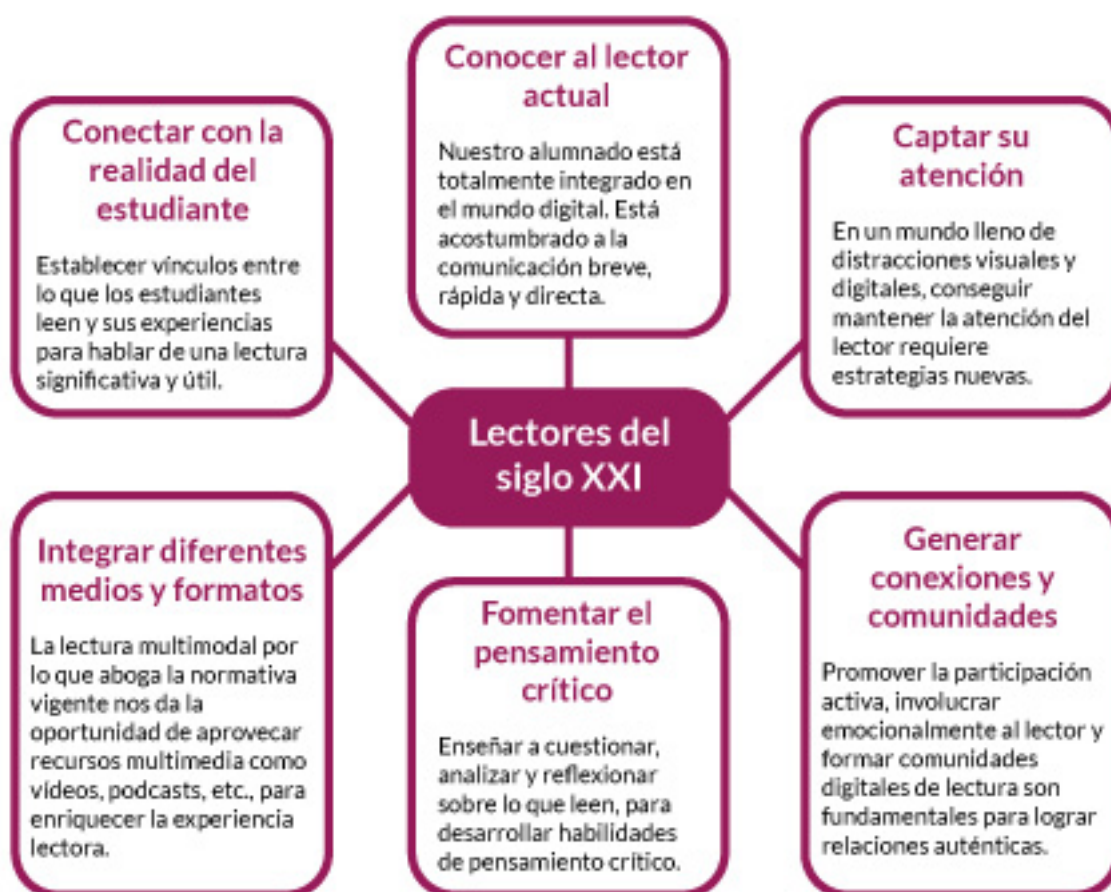 Conocer al lector
actual
Nuestro alumnado está
totalmente integrado en
el mundo digital. Está
acostumbrado a la
comunicación breve,
rápida y directa.
Conectar con la
realidad del
estudiante
Establecer vínculos entre
lo que los estudiantes
leen y sus experiencias
para hablar de una lectura
significativa y útil.
Captar su
atención
En un mundo lleno de
distracciones visuales y
digitales, conseguir
mantener la atención del
lector requiere
estrategias nuevas.
Lectores del
siglo XXI
Integrar diferentes
medios y formatos
La lectura multimodal por
lo que aboga la normativa
vigente nos da la
oportunidad de aprovecar
recursos multimedia como
vídeos, podcasts, etc., para
enriquecer la experiencia
lectora.
Fomentar el
pensamiento
crítico
Enseñar a cuestionar,
analizar y reflexionar
sobre lo que leen, para
desarrollar habilidades
de pensamiento crítico.
Generar
conexiones y
comunidades
Promover la participación
activa, involucrar
emocionalmente al lector y
formar comunidades
digitales de lectura son
fundamentales para lograr
relaciones auténticas.